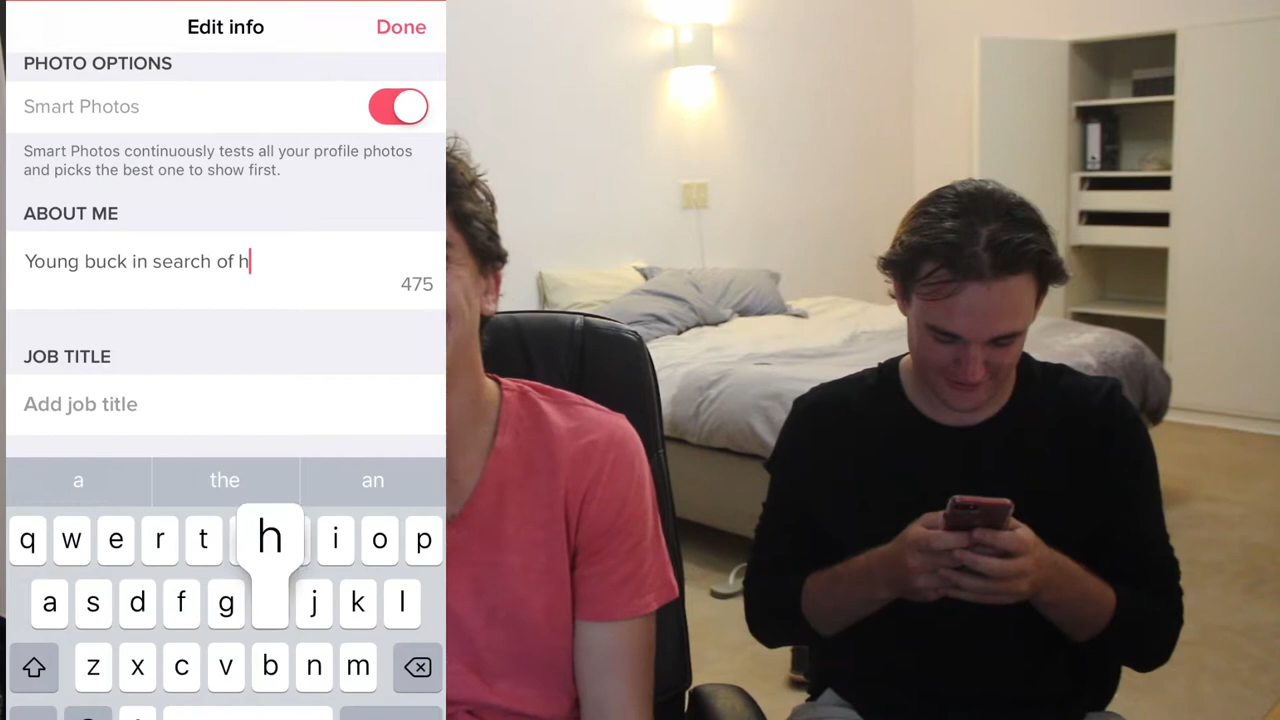 Edit info
Done
PHOTO OPTIONS
Smart Photos
Smart Photos continuously tests all your profile photos
and picks the best one to show first.
ABOUT ME
Young buck in search of h
475
JOB TITLE
Add job title
a the an
q w e r t h i o p
a s d f g j k l
z x c v b n m